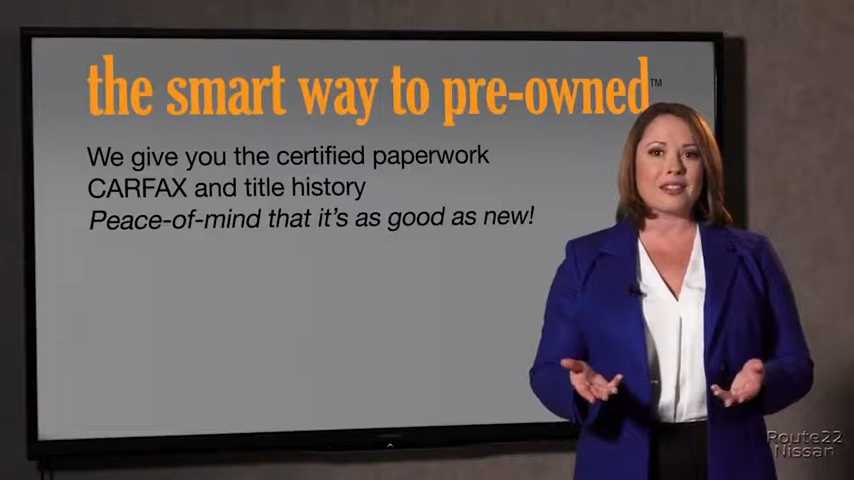 the smart way to pre-owned™
We give you the certified paperwork
CARFAX and title history
Peace-of-mind that it's as good as new!
Route22
Nissan